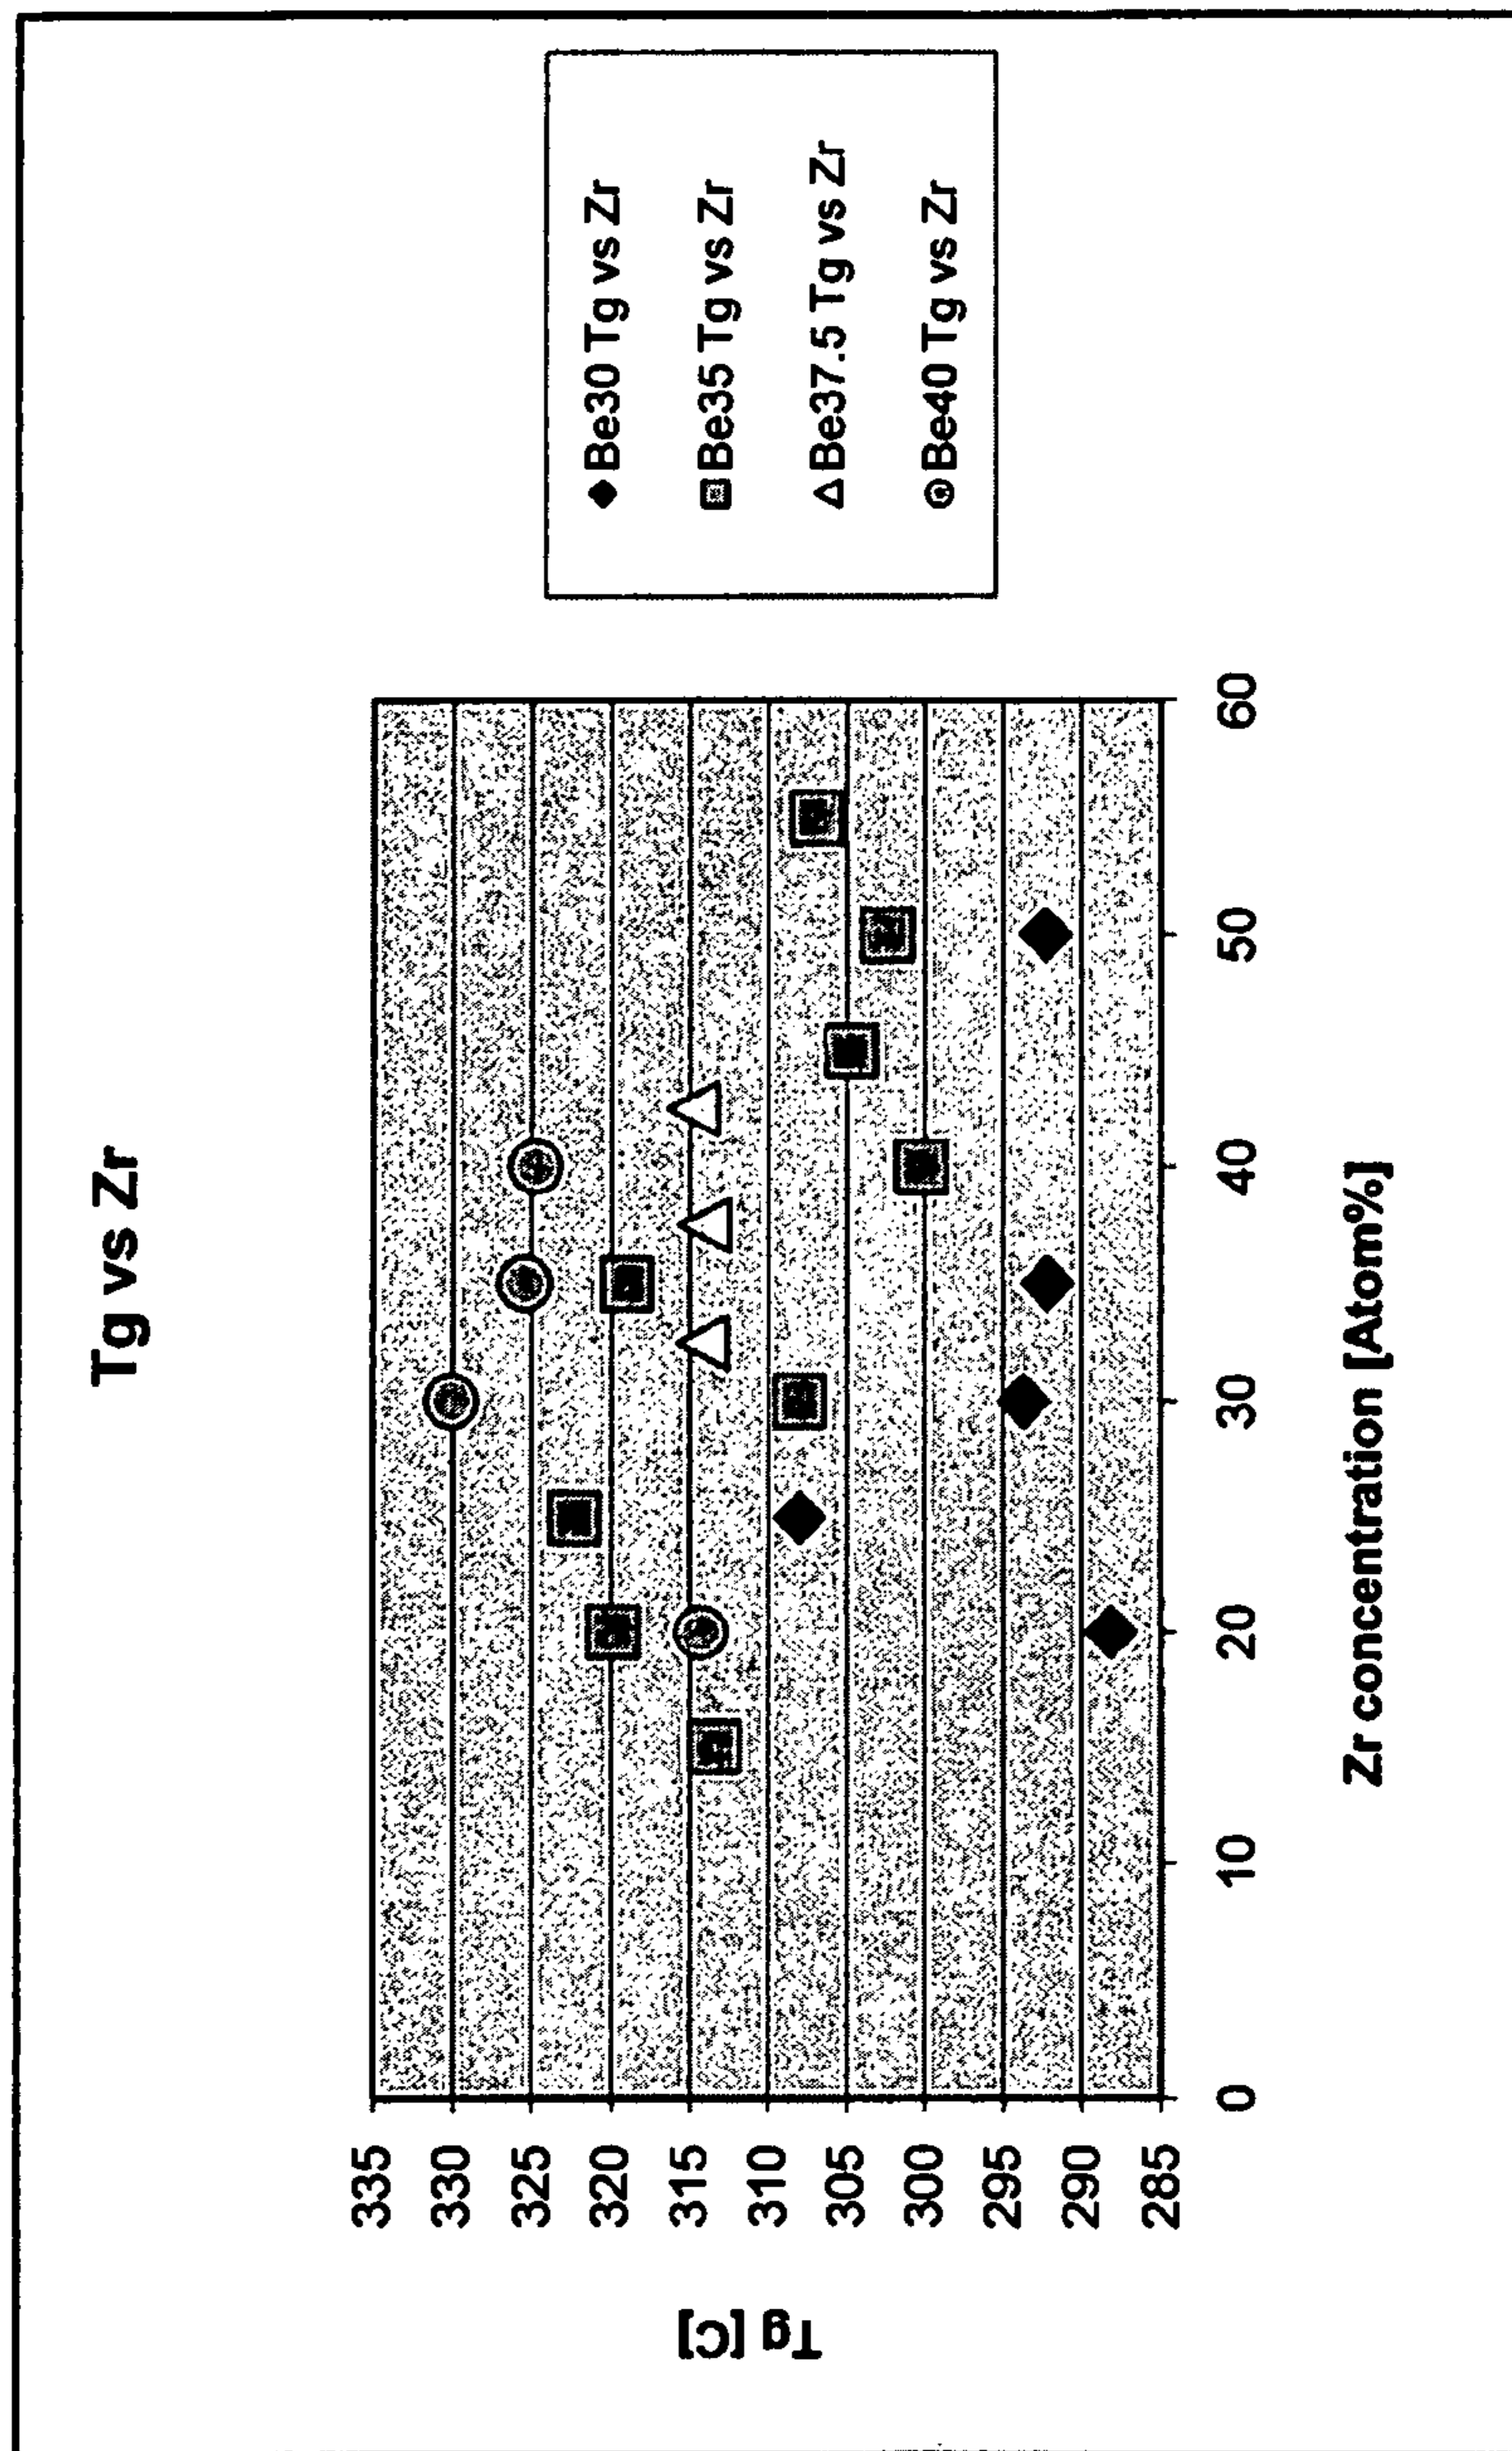 Tg vs Zr
Tg [C]
335
330
325
320
315
310
305
300
295
290
285
0
10
20
30
40
50
60
Zr concentration [Atom%]
Be30 Tg vs Zr
Be35 Tg vs Zr
Be37.5 Tg vs Zr
Be40 Tg vs Zr